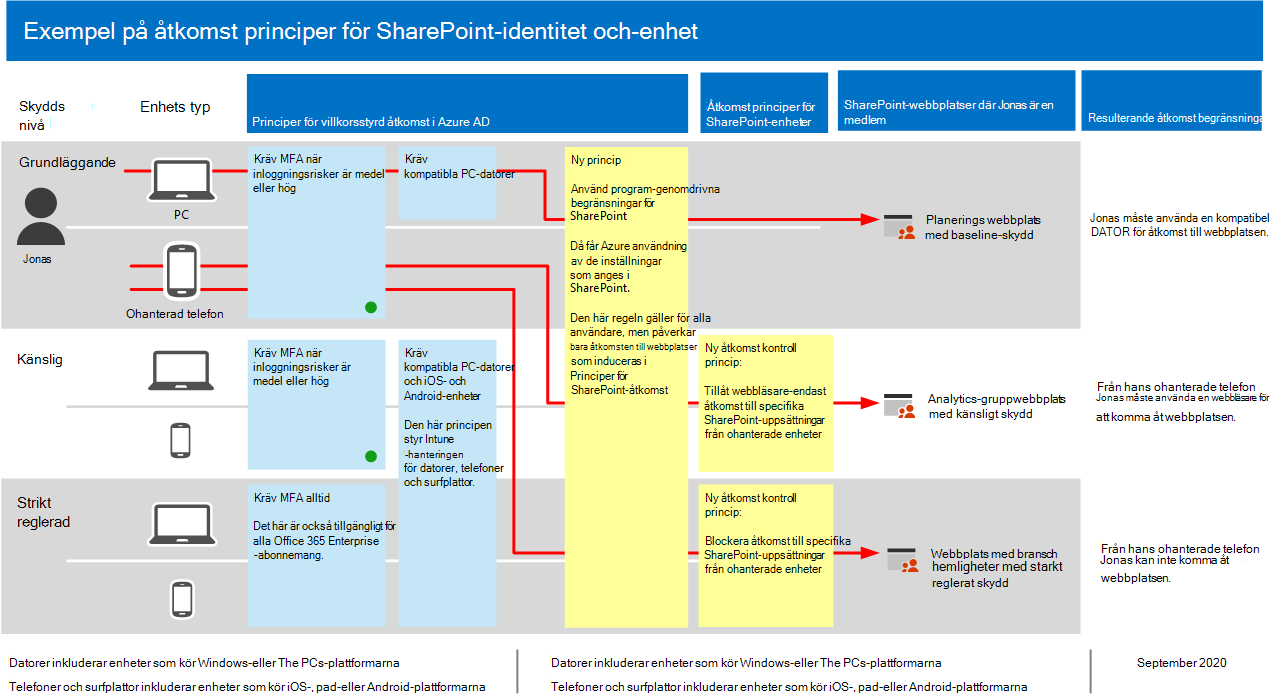 Exempel på åtkomst principer för SharePoint-identitet och-enhet
Skydds
nivå
Enhets typ
Principer för villkorsstyrd åtkomst i Azure AD
Åtkomst principer för
SharePoint-enheter
SharePoint-webbplatser där Jonas är en
medlem
Resulterande åtkomst begränsninga
Grundläggande
Jonas
PC
Ohanterad telefon
Kräv MFA när
inloggningsrisker är medel
eller hög
Kräv
kompatibla PC-datorer
Ny princip
Använd program-genomdrivna
begränsningar för
SharePoint
Då får Azure användning
av de inställningar
som anges i
SharePoint.
Den här regeln gäller för alla
användare, men påverkar
bara åtkomsten till webbplatser
som induceras i
Principer för
SharePoint-åtkomst
Planerings webbplats
med baseline-skydd
Jonas måste använda en kompatibel
DATOR för åtkomst till webbplatsen.
Känslig
Kräv MFA när
inloggningsrisker är
medel eller hög
Kräv
kompatibla PC-datorer
och iOS- och
Android-enheter
Den här principen
styr Intune
-hanteringen
för datorer, telefoner
och surfplattor.
Ny åtkomst kontroll
princip:
Tillåt webbläsare-endast
åtkomst till specifika
SharePoint-uppsättningar
från ohanterade enheter
Analytics-gruppwebbplats
med känsligt skydd
Från hans ohanterade telefon
Jonas måste använda en webbläsare för
att komma åt webbplatsen.
Strikt
reglerad
Kräv MFA alltid
Det här är också tillgängligt för
alla Office 365 Enterprise
-abonnemang.
Ny åtkomst kontroll
princip:
Blockera åtkomst till specifika
SharePoint-uppsättningar
från ohanterade enheter
Webbplats med bransch
hemligheter med starkt
reglerat skydd
Från hans ohanterade telefon
Jonas kan inte komma åt
webbplatsen.
Datorer inkluderar enheter som kör Windows-eller The PCs-plattformarna
Telefoner och surfplattor inkluderar enheter som kör iOS-, pad-eller Android-plattformarna
Datorer inkluderar enheter som kör Windows-eller The PCs-plattformarna
Telefoner och surfplattor inkluderar enheter som kör iOS-, pad-eller Android-plattformarna
September 2020